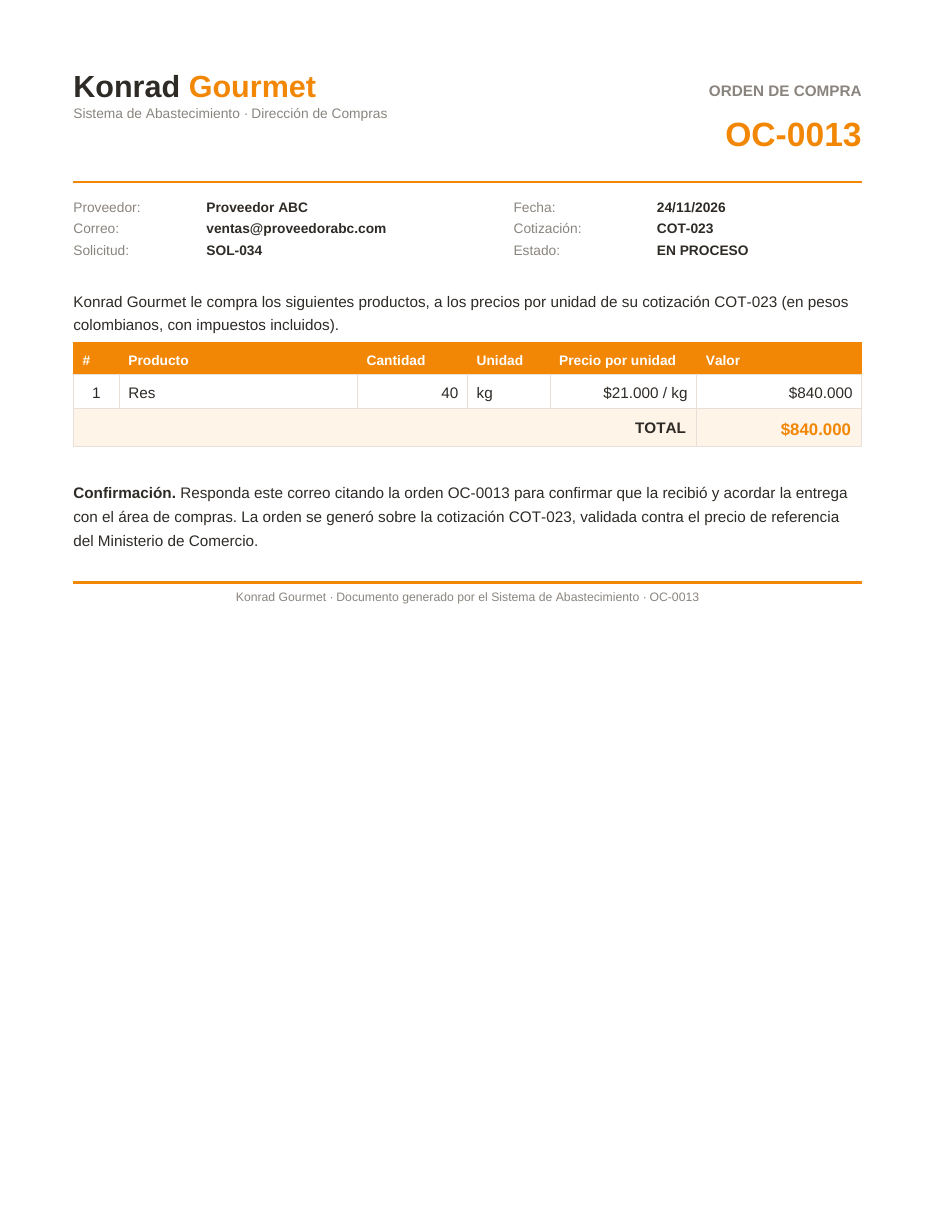 Konrad Gourmet
Sistema de Abastecimiento · Dirección de Compras
ORDEN DE COMPRA
OC-0013
Proveedor: Proveedor ABC Fecha: 24/11/2026
Correo: ventas@proveedorabc.com Cotización: COT-023
Solicitud: SOL-034 Estado: EN PROCESO
Konrad Gourmet le compra los siguientes productos, a los precios por unidad de su cotización COT-023 (en pesos
colombianos, con impuestos incluidos).
# Producto Cantidad Unidad Precio por unidad Valor
1 Res 40 kg $21.000 / kg $840.000
TOTAL $840.000
Confirmación. Responda este correo citando la orden OC-0013 para confirmar que la recibió y acordar la entrega
con el área de compras. La orden se generó sobre la cotización COT-023, validada contra el precio de referencia
del Ministerio de Comercio.
Konrad Gourmet · Documento generado por el Sistema de Abastecimiento · OC-0013